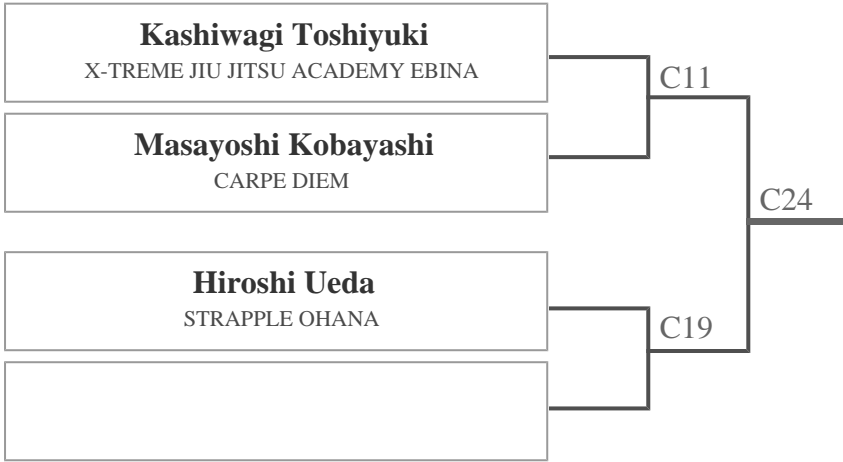 Kashiwagi Toshiyuki
X-TREME JIU JITSU ACADEMY EBINA
C11
Masayoshi Kobayashi
CARPE DIEM
C24
Hiroshi Ueda
STRAPPLE OHANA
C19